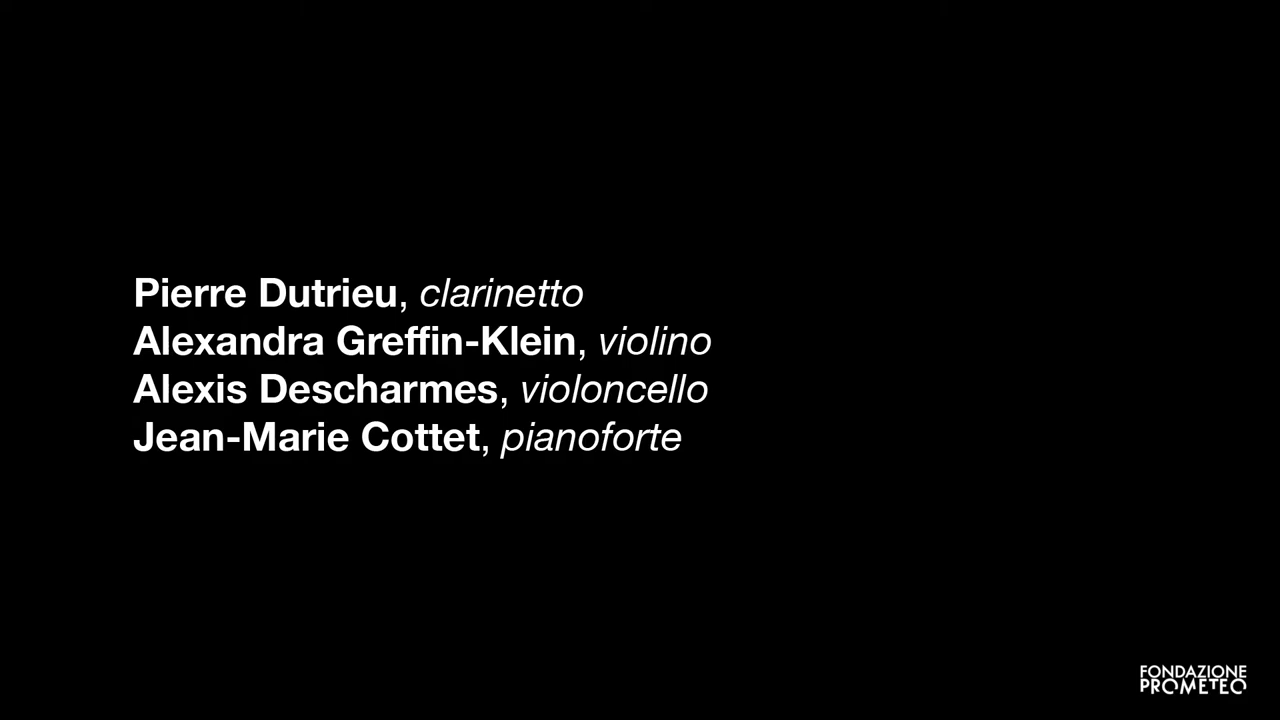 Pierre Dutrieu, clarinetto
Alexandra Greffin-Klein, violino
Alexis Descharmes, violoncello
Jean-Marie Cottet, pianoforte
FONDAZIONE
PROMETEO